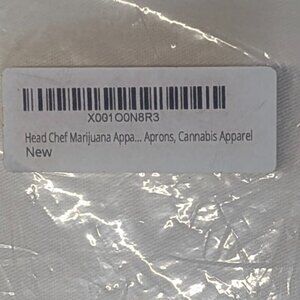 X001O0N8R3
Head Chef Marijuana Appa... Aprons, Cannabis Apparel
New